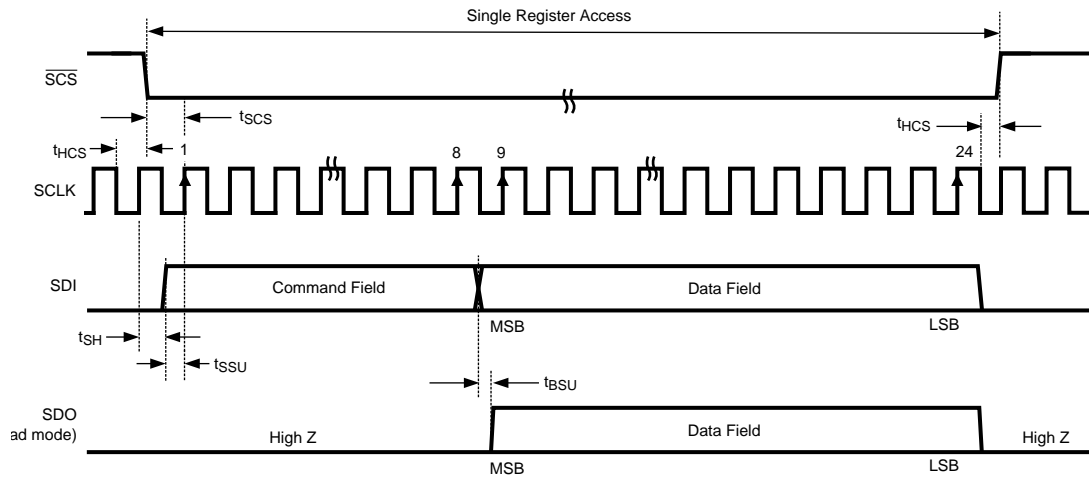 Single Register Access
SCS
tSCS
tHCS
tHCS
1
8
9
24
SCLK
SDI
Command Field
Data Field
MSB
LSB
tSH
tSSU
tBSU
SDO
ad mode)
High Z
Data Field
High Z
MSB
LSB